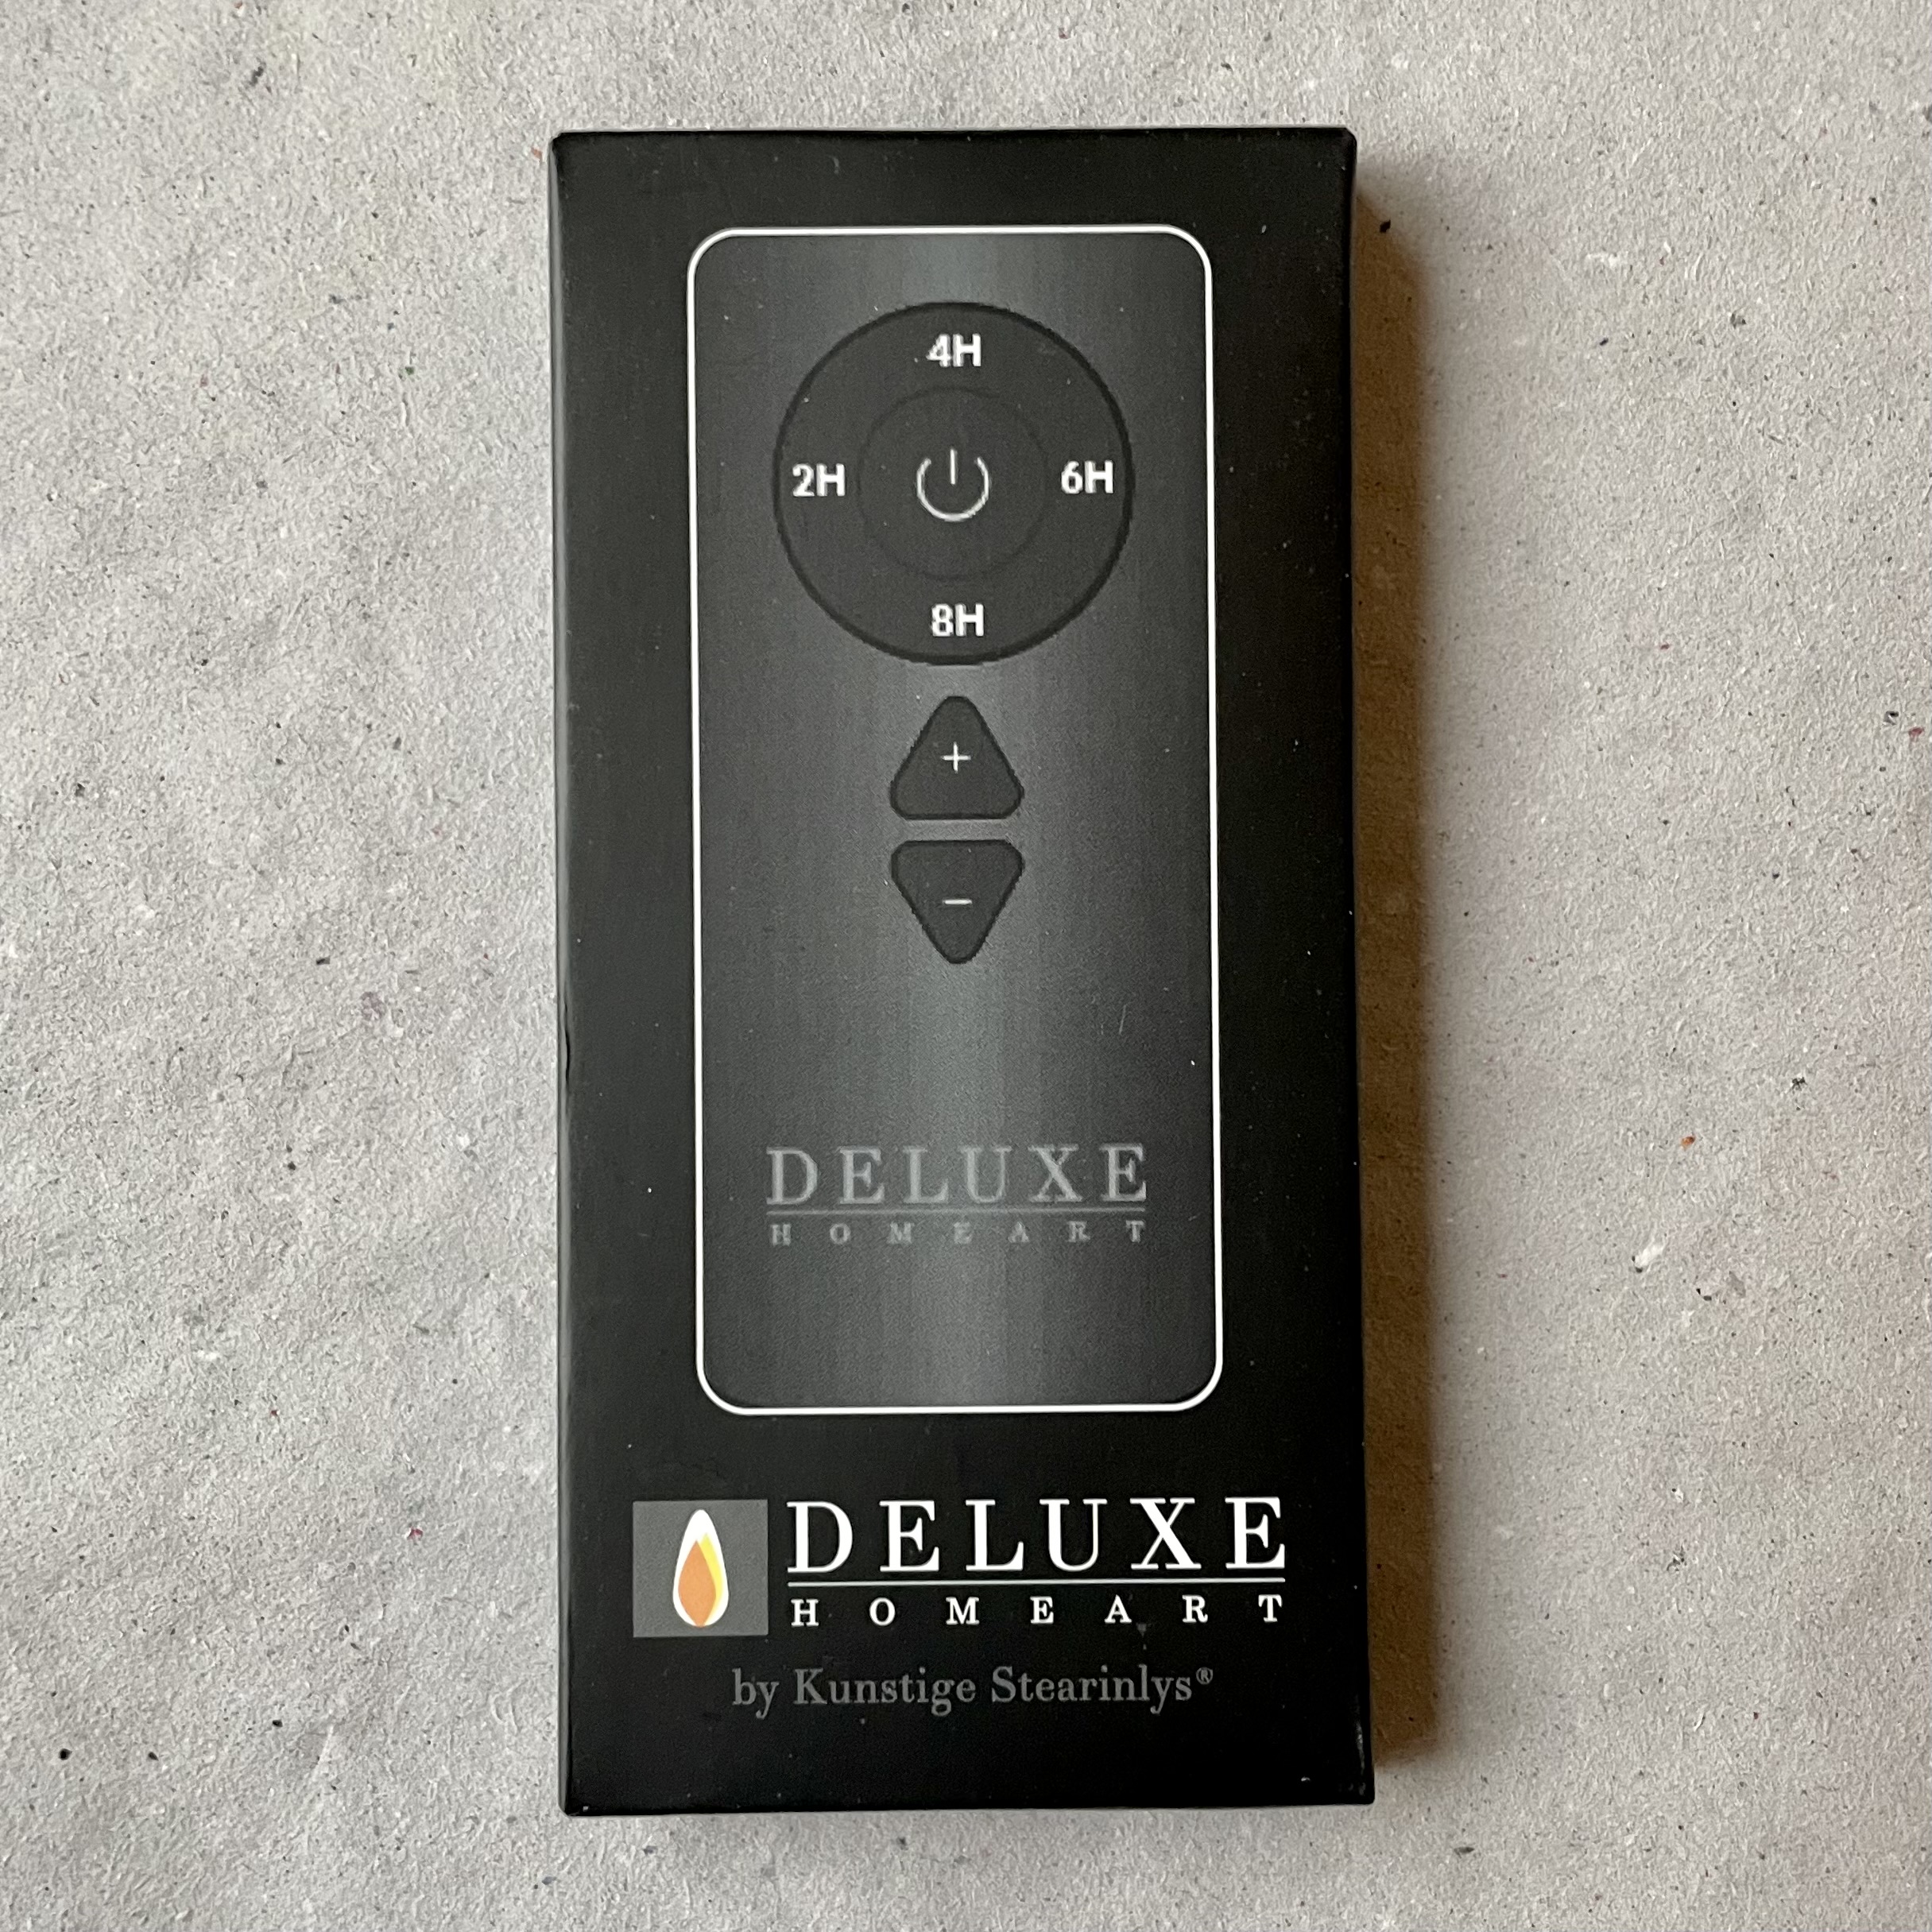 4H
2H 6H
8H
+
−
DELUXE
HOMEART
DELUXE
HOMEART
by Kunstige Stearinlys®